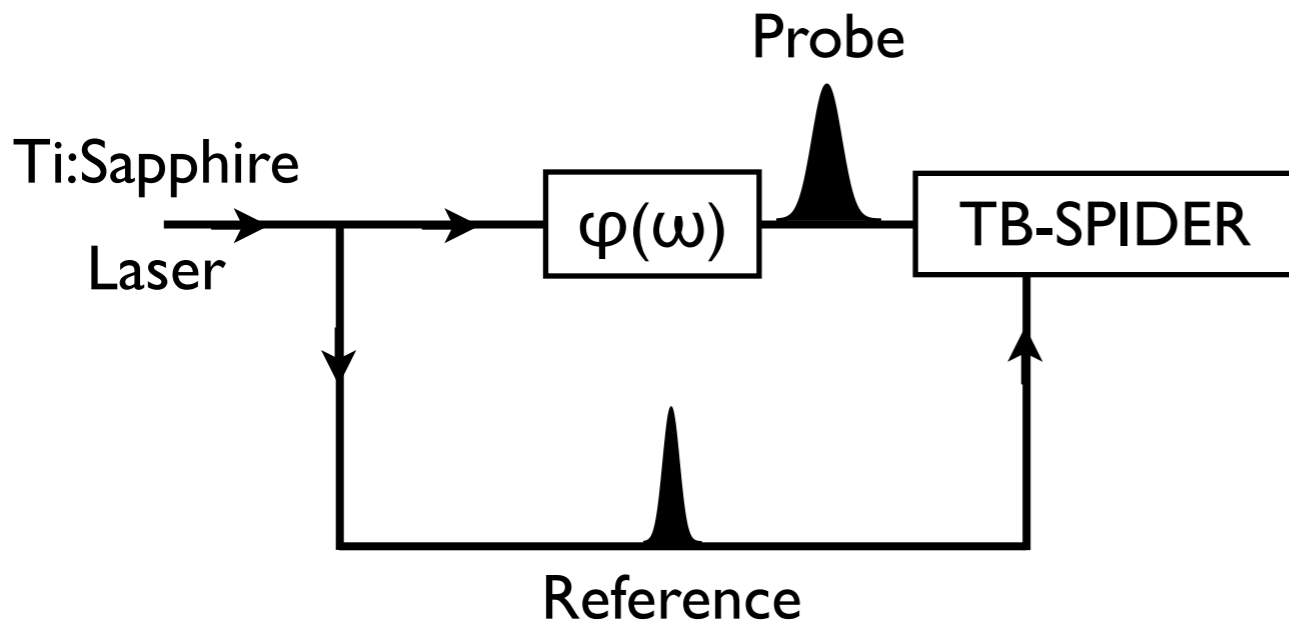 Probe
Ti:Sapphire
Laser
φ(ω)
TB-SPIDER
Reference